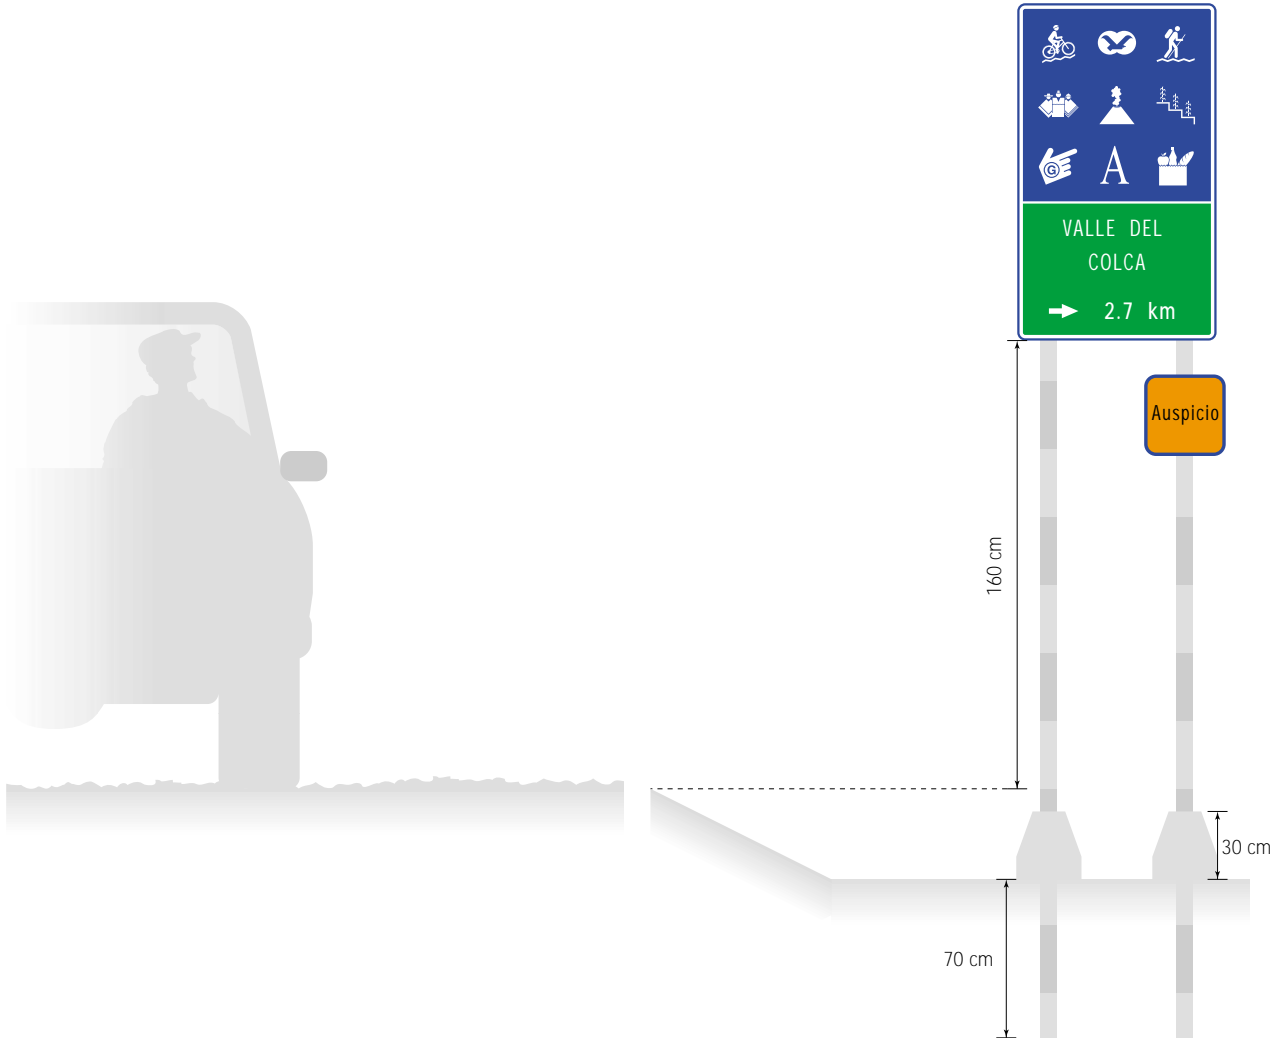 G
A
VALLE DEL
COLCA
2.7 km
Auspicio
160 cm
30 cm
70 cm